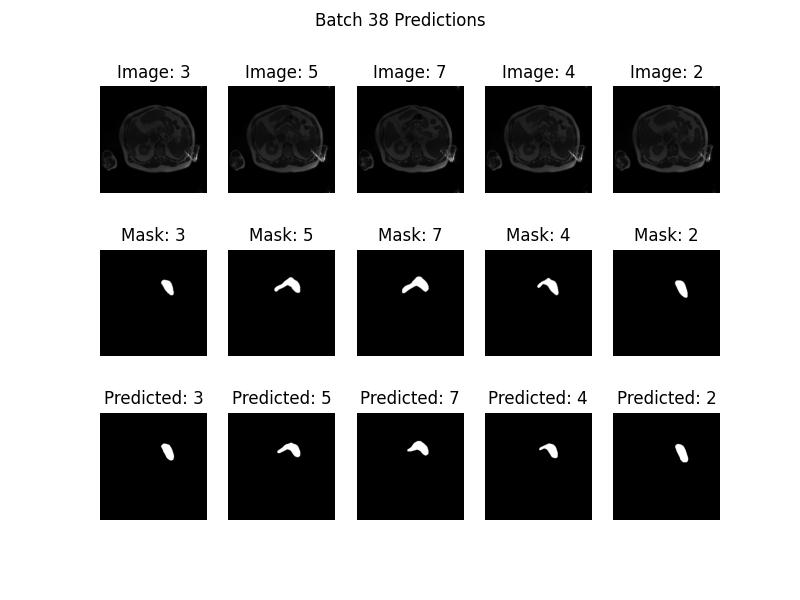 Batch 38 Predictions
Image: 3 Image: 5 Image: 7 Image: 4 Image: 2
Mask: 3 Mask: 5 Mask: 7 Mask: 4 Mask: 2
Predicted: 3 Predicted: 5 Predicted: 7 Predicted: 4 Predicted: 2